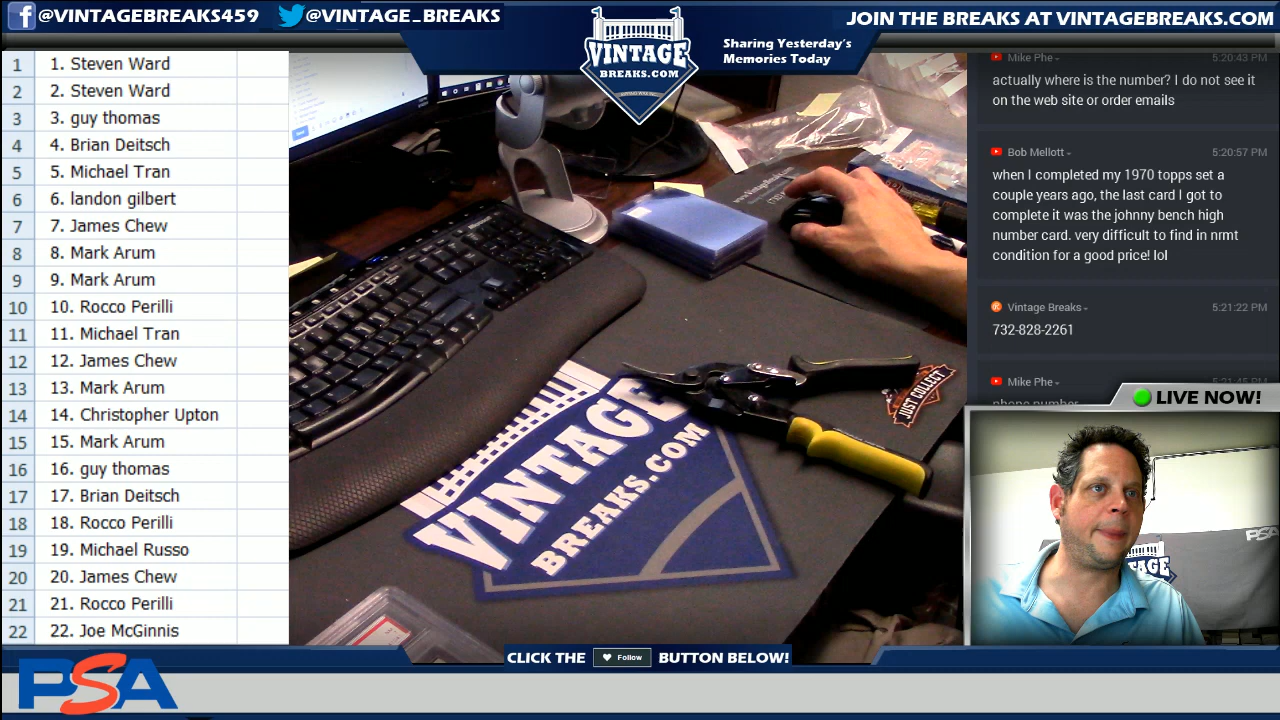 @VINTAGEBREAKS459
@VINTAGE_BREAKS
VINTAGE
BREAKS.COM
Sharing Yesterday's
Memories Today
JOIN THE BREAKS AT VINTAGEBREAKS.COM
1 1. Steven Ward
2 2. Steven Ward
3 3. guy thomas
4 4. Brian Deitsch
5 5. Michael Tran
6 6. landon gilbert
7 7. James Chew
8 8. Mark Arum
9 9. Mark Arum
10 10. Rocco Perilli
11 11. Michael Tran
12 12. James Chew
13 13. Mark Arum
14 14. Christopher Upton
15 15. Mark Arum
16 16. guy thomas
17 17. Brian Deitsch
18 18. Rocco Perilli
19 19. Michael Russo
20 20. James Chew
21 21. Rocco Perilli
22 22. Joe McGinnis
VINTAGE
BREAKS.COM
JUST COLLECT
Mike Phe 5:20:43 PM
actually where is the number? I do not see it
on the web site or order emails
Bob Mellott 5:20:57 PM
when I completed my 1970 topps set a
couple years ago, the last card I got to
complete it was the johnny bench high
number card. very difficult to find in nrmt
condition for a good price! lol
Vintage Breaks 5:21:22 PM
732-828-2261
Mike Phe 5:21:45 PM
phone number
LIVE NOW!
PSA
CLICK THE Follow BUTTON BELOW!
PSA